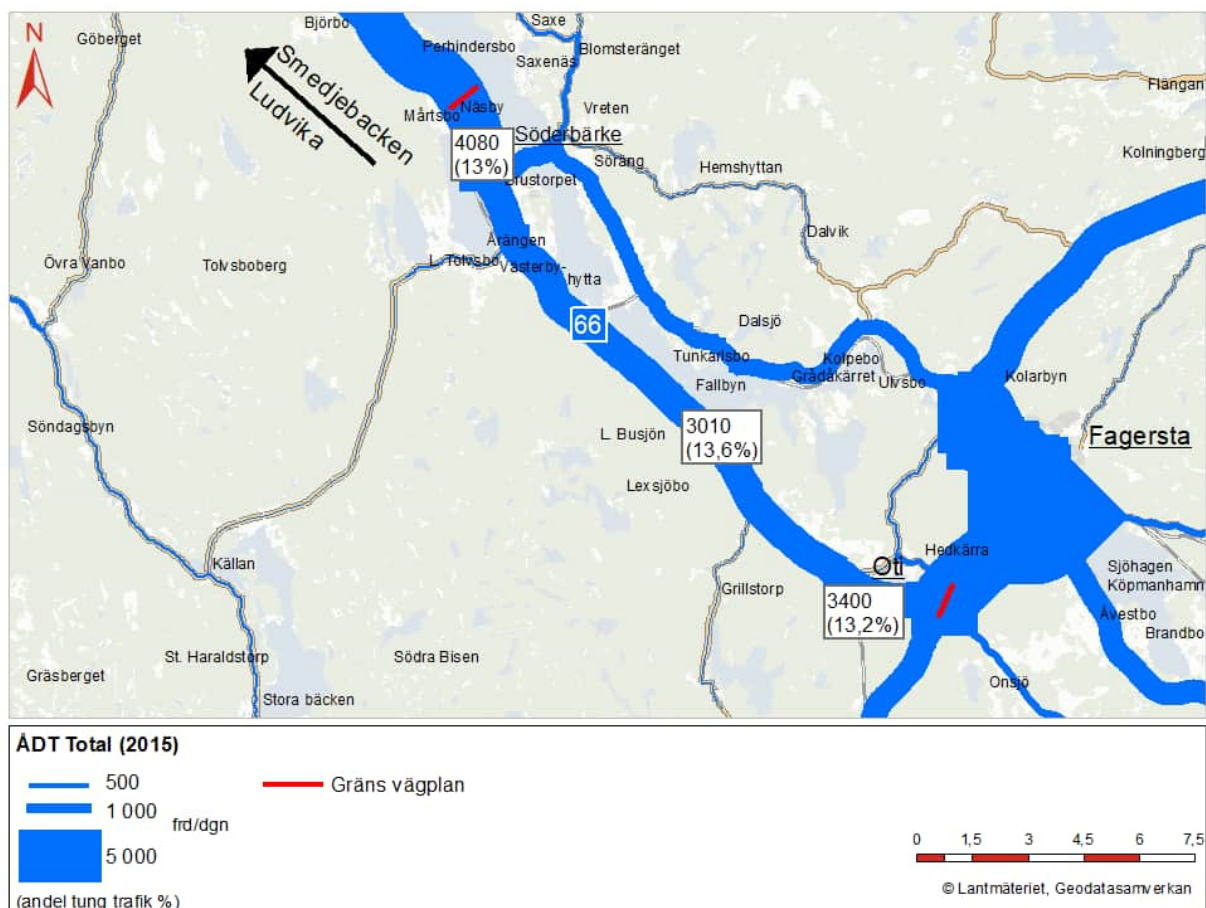 Björbo
Saxe
Göberget
Perhindersbo
Blomsteränget
N
Saxenäs
Smedjebacken
Ludvika
Flängan
Mårtsbo
Näsby
Vreten
4080
(13%)
Söderbärke
Söräng
Hemshyttan
Kolningberg
Brustorpet
Dalvik
Årängen
Övra Vanbo
Tolvsboberg
L. Tolvsbo
Västerby-
hytta
66
Dalsjö
Tunkarlsbo
Kolpebo
Fallbyn
Grådåkärret
Ulvsbo
Kolarbyn
Söndagsbyn
3010
(13,6%)
L. Busjön
Fagersta
Lexsjöbo
Hedkärra
Källan
Oti
Sjöhagen
Grillstorp
Köpmanhamn
3400
(13,2%)
Åvestbo
Brandbo
St. Haraldstorp
Södra Bisen
Gräsberget
Onsjö
Stora bäcken
ÅDT Total (2015)
500
Gräns vägplan
1 000
frd/dgn
5 000
0 1,5 3 4,5 6 7,5
© Lantmäteriet, Geodatasamverkan
(andel tung trafik %)